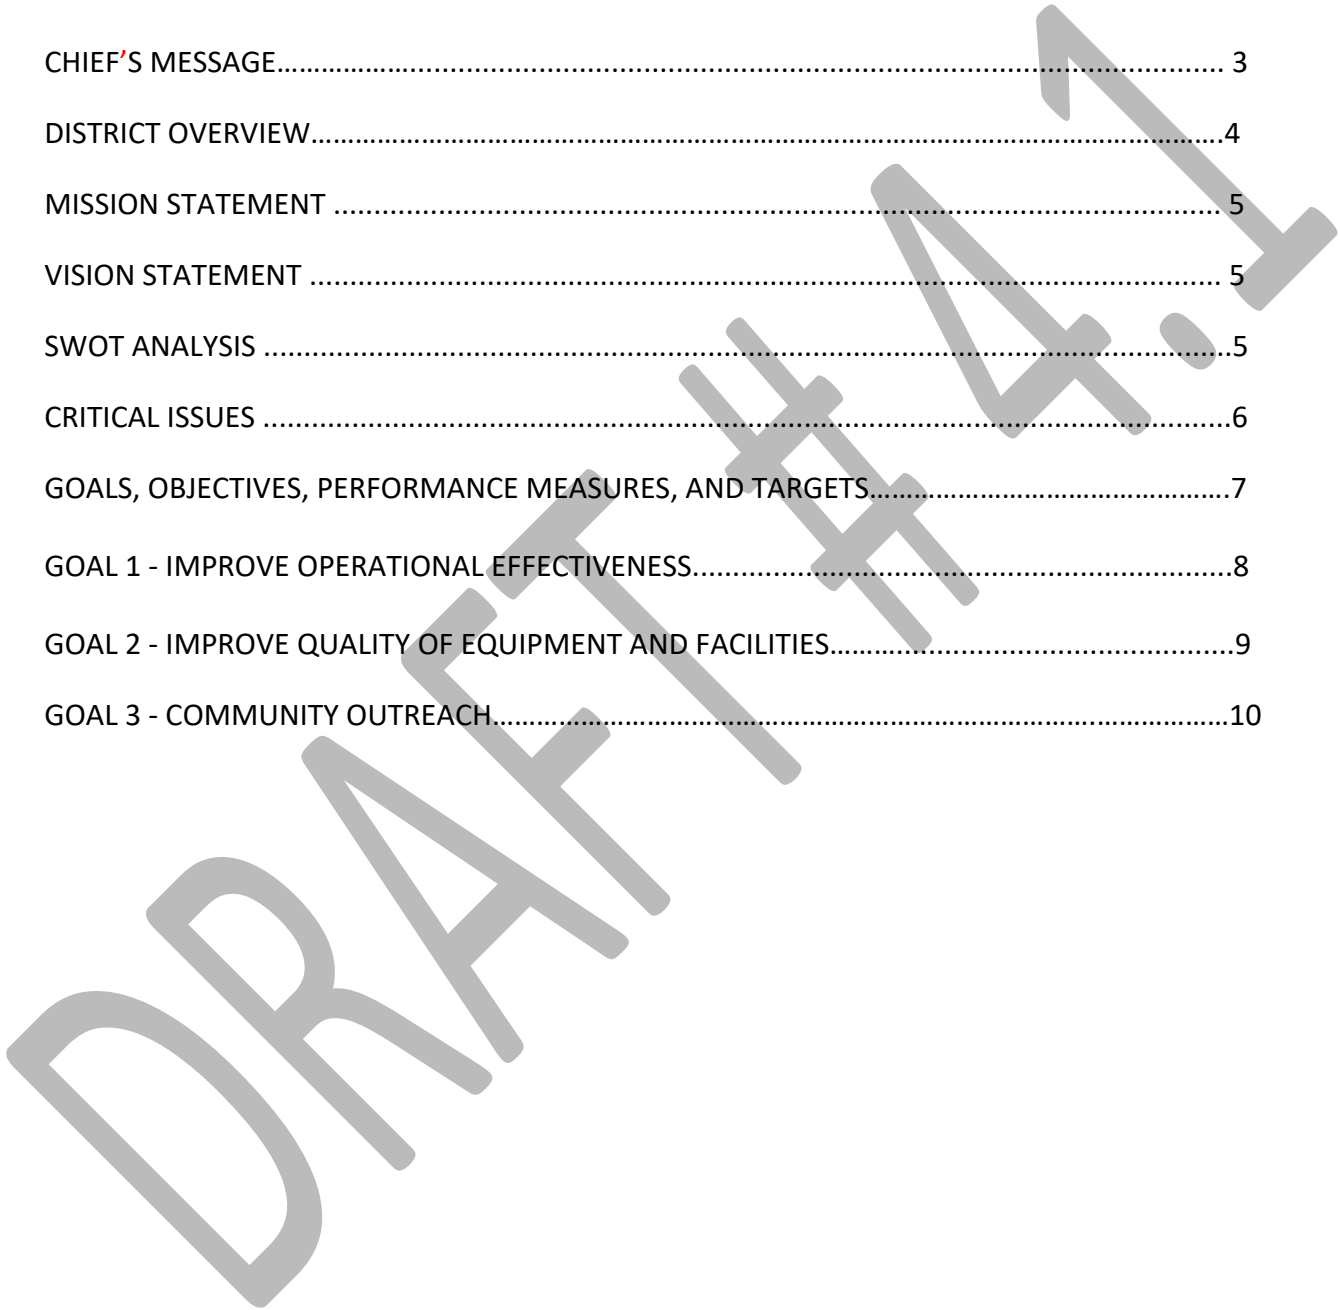 CHIEF'S MESSAGE........................................................................................................ 3
DISTRICT OVERVIEW........................................................................................................4
MISSION STATEMENT ........................................................................................................ 5
VISION STATEMENT ........................................................................................................ 5
SWOT ANALYSIS ........................................................................................................5
CRITICAL ISSUES ........................................................................................................6
GOALS, OBJECTIVES, PERFORMANCE MEASURES, AND TARGETS............................................7
GOAL 1 - IMPROVE OPERATIONAL EFFECTIVENESS..................................................................8
GOAL 2 - IMPROVE QUALITY OF EQUIPMENT AND FACILITIES..................................................9
GOAL 3 - COMMUNITY OUTREACH........................................................................................10
DRAFT # 4.1